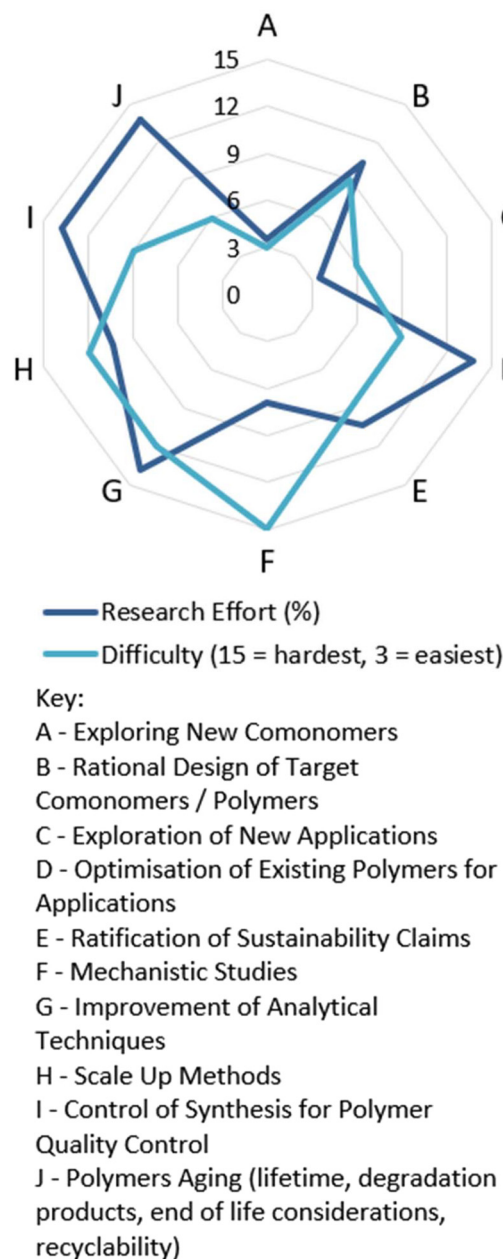 A
15
J
B
12
9
6
I
3
0
H
G
E
F
Research Effort (%)
Difficulty (15 = hardest, 3 = easiest)
Key:
A - Exploring New Comonomers
B - Rational Design of Target
Comonomers / Polymers
C - Exploration of New Applications
D - Optimisation of Existing Polymers for
Applications
E - Ratification of Sustainability Claims
F - Mechanistic Studies
G - Improvement of Analytical
Techniques
H - Scale Up Methods
I - Control of Synthesis for Polymer
Quality Control
J - Polymers Aging (lifetime, degradation
products, end of life considerations,
recyclability)